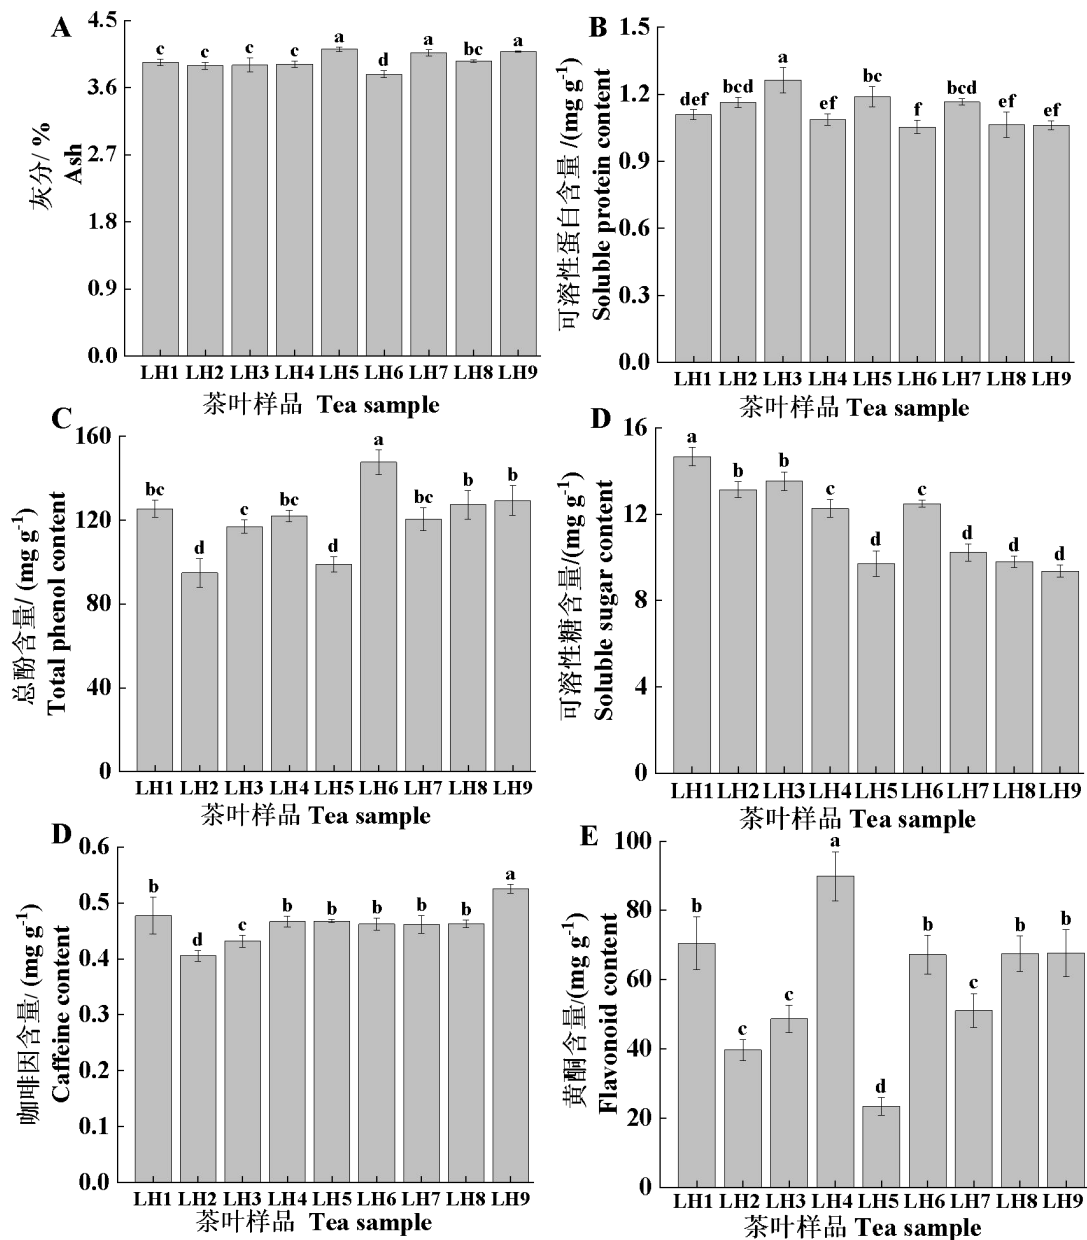 A
4.5
3.6
2.7
1.8
0.9
0.0
灰分/ %
Ash
c c c c a d a bc a
LH1 LH2 LH3 LH4 LH5 LH6 LH7 LH8 LH9
茶叶样品 Tea sample
B
1.5
1.2
0.9
0.6
0.3
0.0
可溶性蛋白含量 /(mg g-1)
Soluble protein content
def bcd a ef bc f bcd ef ef
LH1 LH2 LH3 LH4 LH5 LH6 LH7 LH8 LH9
茶叶样品 Tea sample
C
160
120
80
40
0
总酚含量/ (mg g-1)
Total phenol content
bc d c bc d a bc b b
LH1 LH2 LH3 LH4 LH5 LH6 LH7 LH8 LH9
茶叶样品 Tea sample
D
16
12
8
4
0
可溶性糖含量/(mg g-1)
Soluble sugar content
a b b c d c d d d
LH1 LH2 LH3 LH4 LH5 LH6 LH7 LH8 LH9
茶叶样品 Tea sample
D
0.6
0.5
0.4
0.3
0.2
0.1
0.0
咖啡因含量/ (mg g-1)
Caffeine content
b d c b b b b b a
LH1 LH2 LH3 LH4 LH5 LH6 LH7 LH8 LH9
茶叶样品 Tea sample
E
100
80
60
40
20
0
黄酮含量/(mg g-1)
Flavonoid content
b c c a d b c b b
LH1 LH2 LH3 LH4 LH5 LH6 LH7 LH8 LH9
茶叶样品 Tea sample